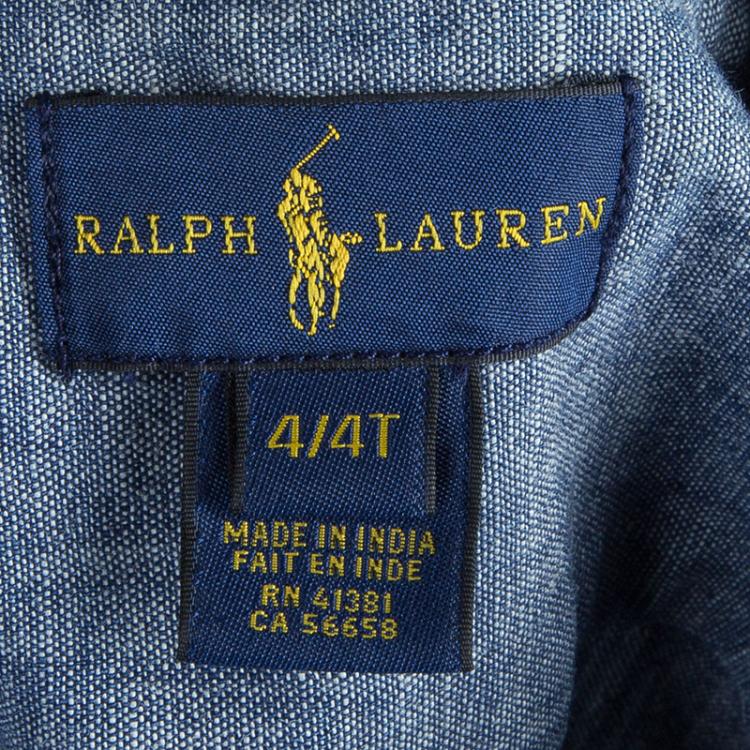 RALPH LAUREN
4/4T
MADE IN INDIA
FAIT EN INDE
RN 41381
CA 56658